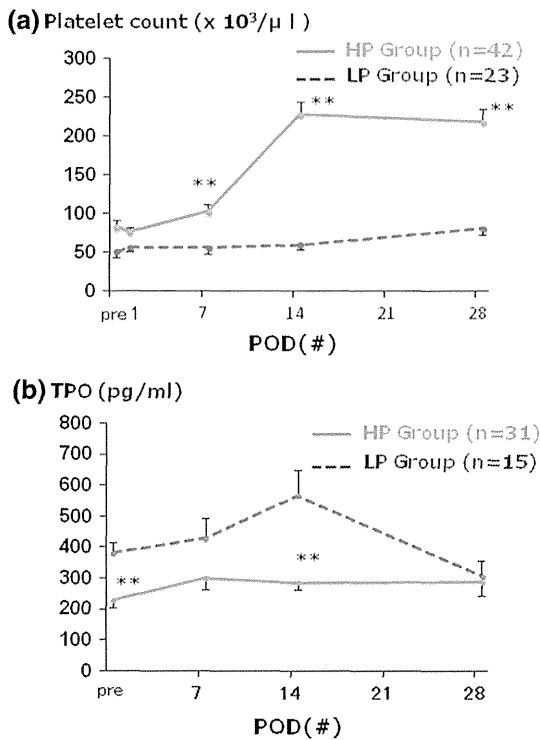 (a) Platelet count (x 10³/μ l)
HP Group (n=42)
LP Group (n=23)
300
250
200
150
100
50
0
**
**
**
pre 1 7 14 21 28
POD(#)
(b) TPO (pg/ml)
HP Group (n=31)
LP Group (n=15)
800
700
600
500
400
300
200
100
0
**
**
pre 7 14 21 28
POD(#)